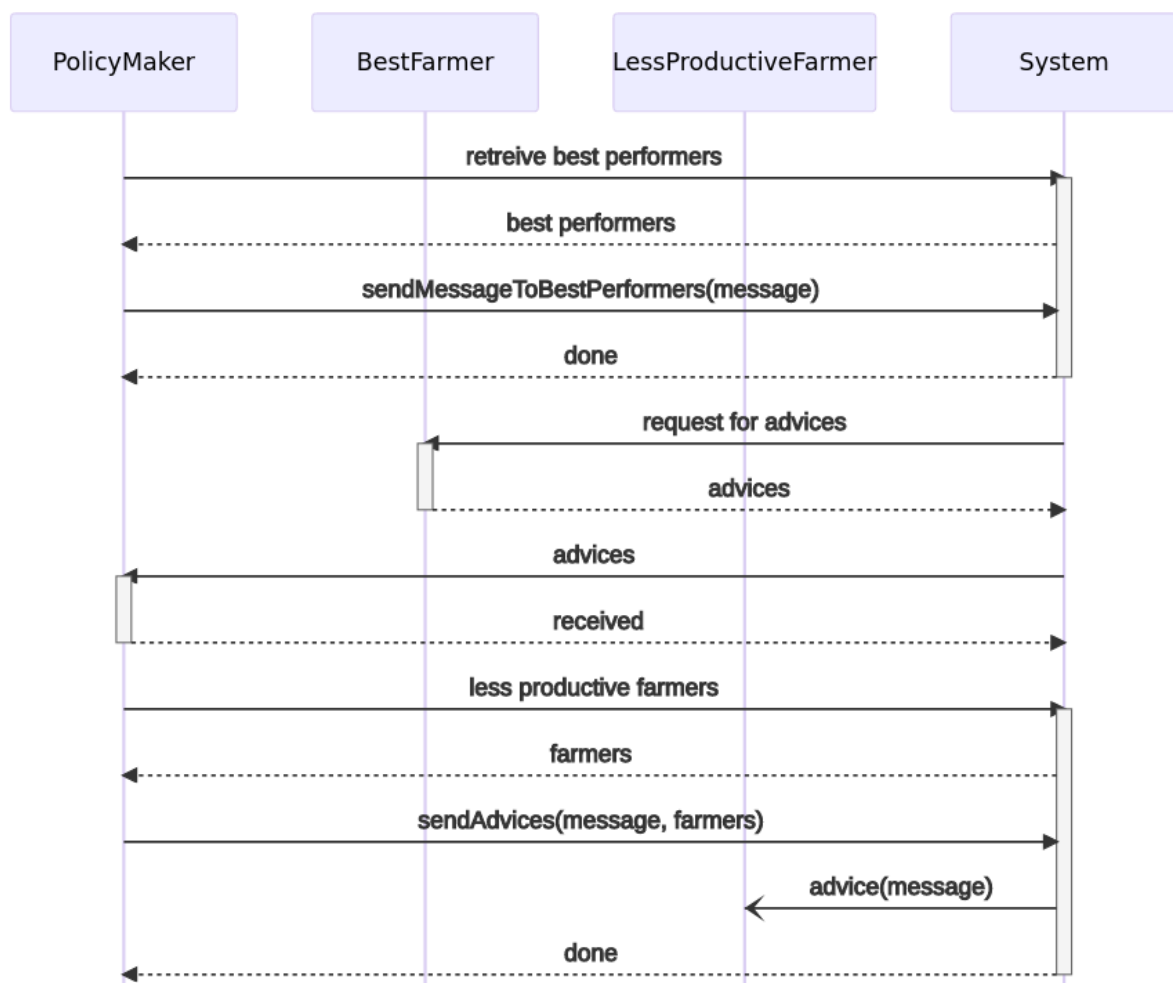 PolicyMaker
BestFarmer
LessProductiveFarmer
System
retreive best performers
best performers
sendMessageToBestPerformers(message)
done
request for advices
advices
advices
received
less productive farmers
farmers
sendAdvices(message, farmers)
advice(message)
done